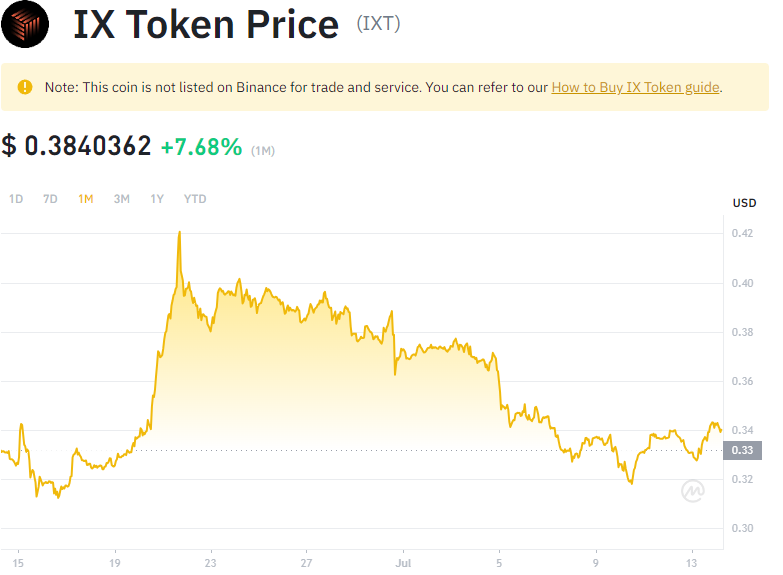 IX Token Price (IXT)
Note: This coin is not listed on Binance for trade and service. You can refer to our How to Buy IX Token guide.
$ 0.3840362 +7.68% (1M)
1D 7D 1M 3M 1Y YTD
USD
0.42
0.40
0.38
0.36
0.34
0.33
0.32
0.30
15 19 23 27 Jul 5 9 13